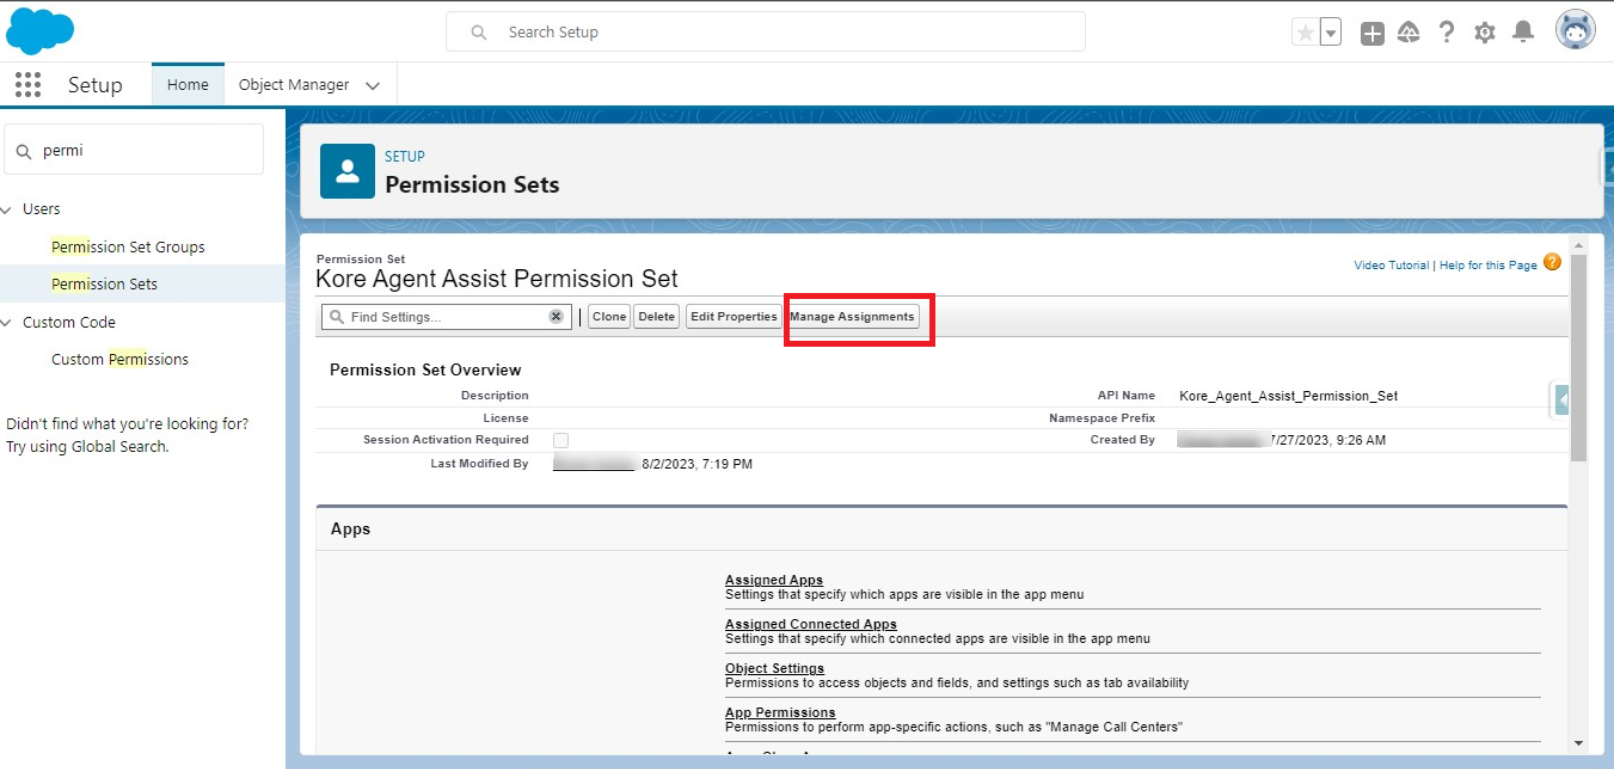 Search Setup
Setup
Home
Object Manager
permi
Users
Permission Set Groups
Permission Sets
Custom Code
Custom Permissions
Didn't find what you're looking for?
Try using Global Search.
SETUP
Permission Sets
Permission Set
Kore Agent Assist Permission Set
Video Tutorial | Help for this Page
Find Settings...
Clone
Delete
Edit Properties
Manage Assignments
Permission Set Overview
Description
API Name Kore_Agent_Assist_Permission_Set
License
Namespace Prefix
Session Activation Required
Created By 7/27/2023, 9:26 AM
Last Modified By 8/2/2023, 7:19 PM
Apps
Assigned Apps
Settings that specify which apps are visible in the app menu
Assigned Connected Apps
Settings that specify which connected apps are visible in the app menu
Object Settings
Permissions to access objects and fields, and settings such as tab availability
App Permissions
Permissions to perform app-specific actions, such as "Manage Call Centers"